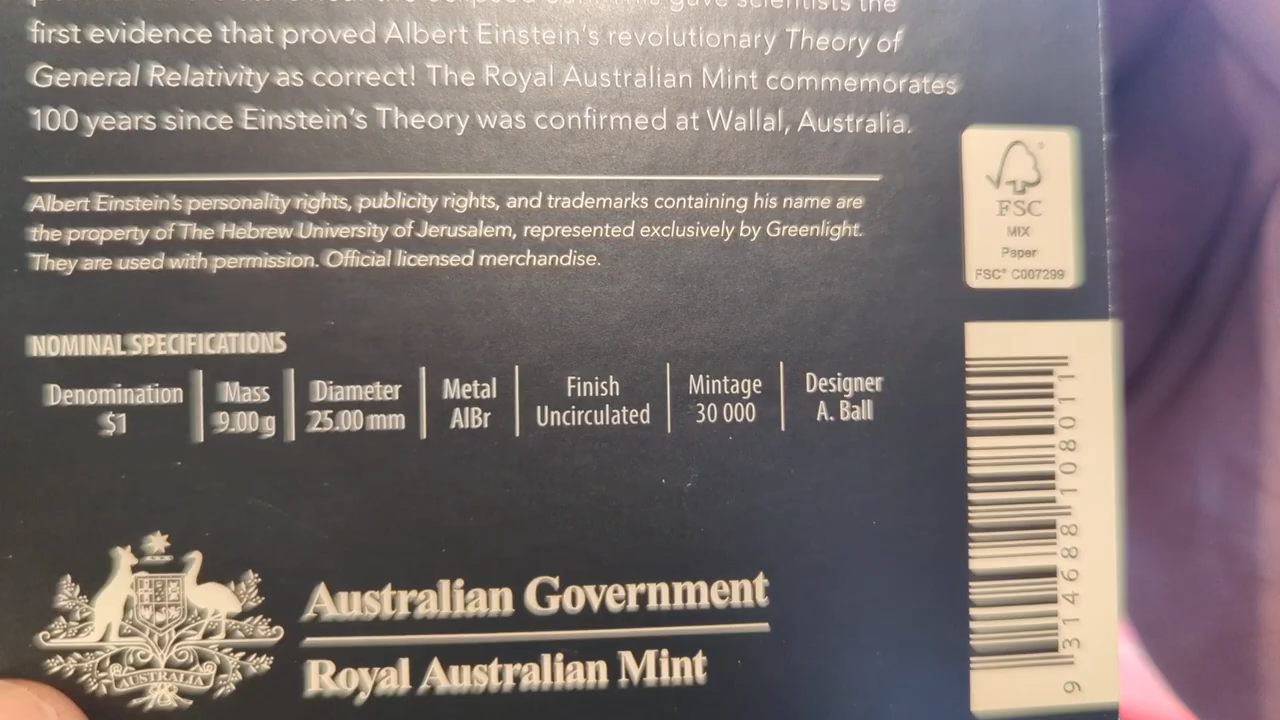 gave scientists the
first evidence that proved Albert Einstein's revolutionary Theory of
General Relativity as correct! The Royal Australian Mint commemorates
100 years since Einstein's Theory was confirmed at Wallal, Australia.
Albert Einstein's personality rights, publicity rights, and trademarks containing his name are
the property of The Hebrew University of Jerusalem, represented exclusively by Greenlight.
They are used with permission. Official licensed merchandise.
FSC®
MIX
Paper
FSC® C007299
NOMINAL SPECIFICATIONS
Denomination Mass Diameter Metal Finish Mintage Designer
$1 9.00 g 25.00 mm AlBr Uncirculated 30 000 A. Ball
9 314688 108011
AUSTRALIA
Australian Government
Royal Australian Mint